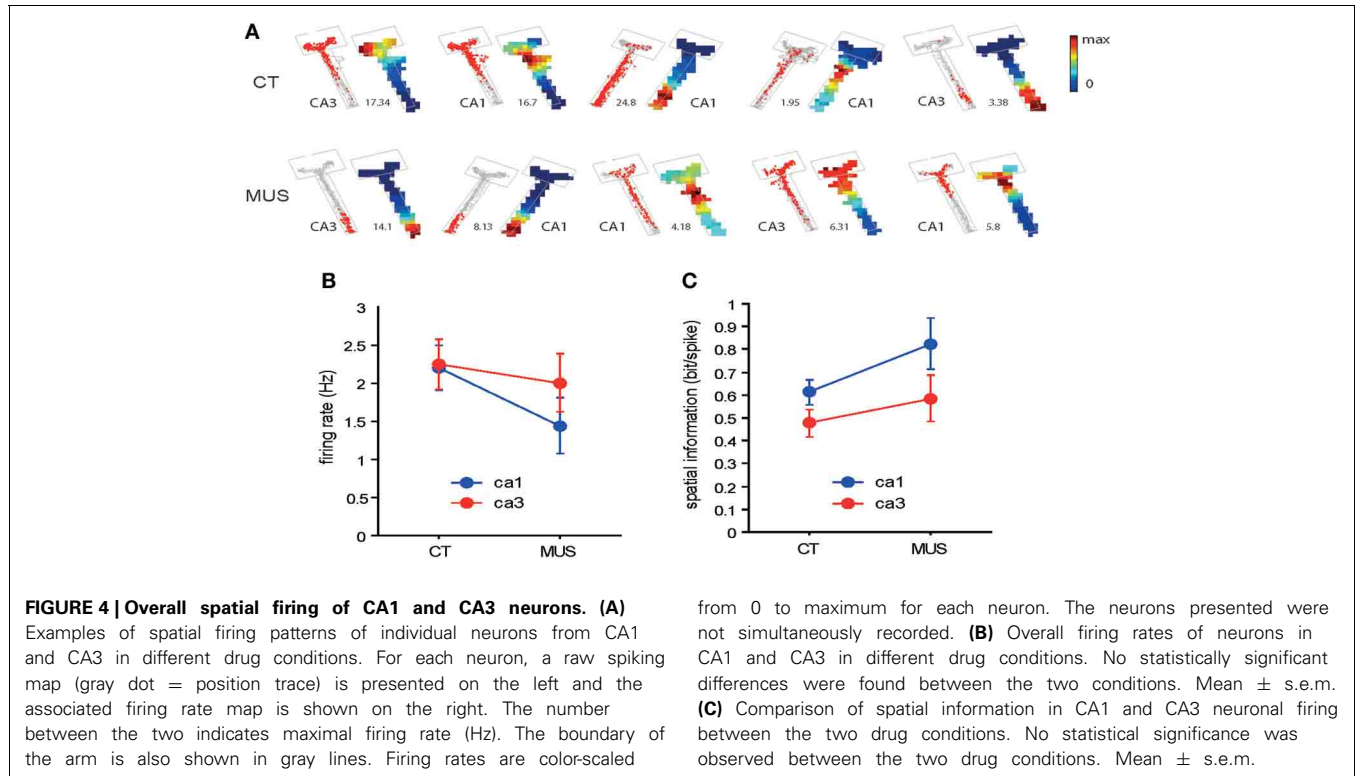 A
CT
CA3 17.34
CA1 16.7
24.8 CA1
1.95 CA1
CA3 3.38
max
0
MUS
CA3 14.1
8.13 CA1
CA1 4.18
CA3 6.31
CA1 5.8
B
firing rate (Hz)
3
2.5
2
1.5
1
0.5
0
ca1
ca3
CT MUS
C
spatial information (bit/spike)
1
0.9
0.8
0.7
0.6
0.5
0.4
0.3
0.2
0.1
0
ca1
ca3
CT MUS
FIGURE 4 | Overall spatial firing of CA1 and CA3 neurons. (A)
Examples of spatial firing patterns of individual neurons from CA1
and CA3 in different drug conditions. For each neuron, a raw spiking
map (gray dot = position trace) is presented on the left and the
associated firing rate map is shown on the right. The number
between the two indicates maximal firing rate (Hz). The boundary of
the arm is also shown in gray lines. Firing rates are color-scaled
from 0 to maximum for each neuron. The neurons presented were
not simultaneously recorded. (B) Overall firing rates of neurons in
CA1 and CA3 in different drug conditions. No statistically significant
differences were found between the two conditions. Mean ± s.e.m.
(C) Comparison of spatial information in CA1 and CA3 neuronal firing
between the two drug conditions. No statistical significance was
observed between the two drug conditions. Mean ± s.e.m.